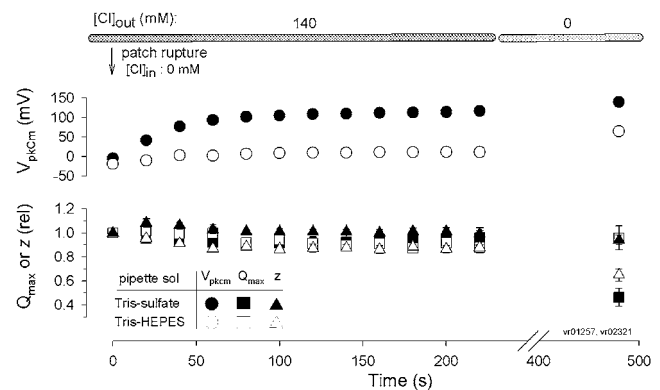 [Cl]out (mM): 140 0
patch rupture
[Cl]in : 0 mM
VpkCm (mV)
150
100
50
0
-50
Qmax or z (rel)
1.2
1.0
0.8
0.6
0.4
pipette sol Vpkcm Qmax z
Tris-sulfate
Tris-HEPES
vr01257, vr02321
0 50 100 150 200 400 500
Time (s)